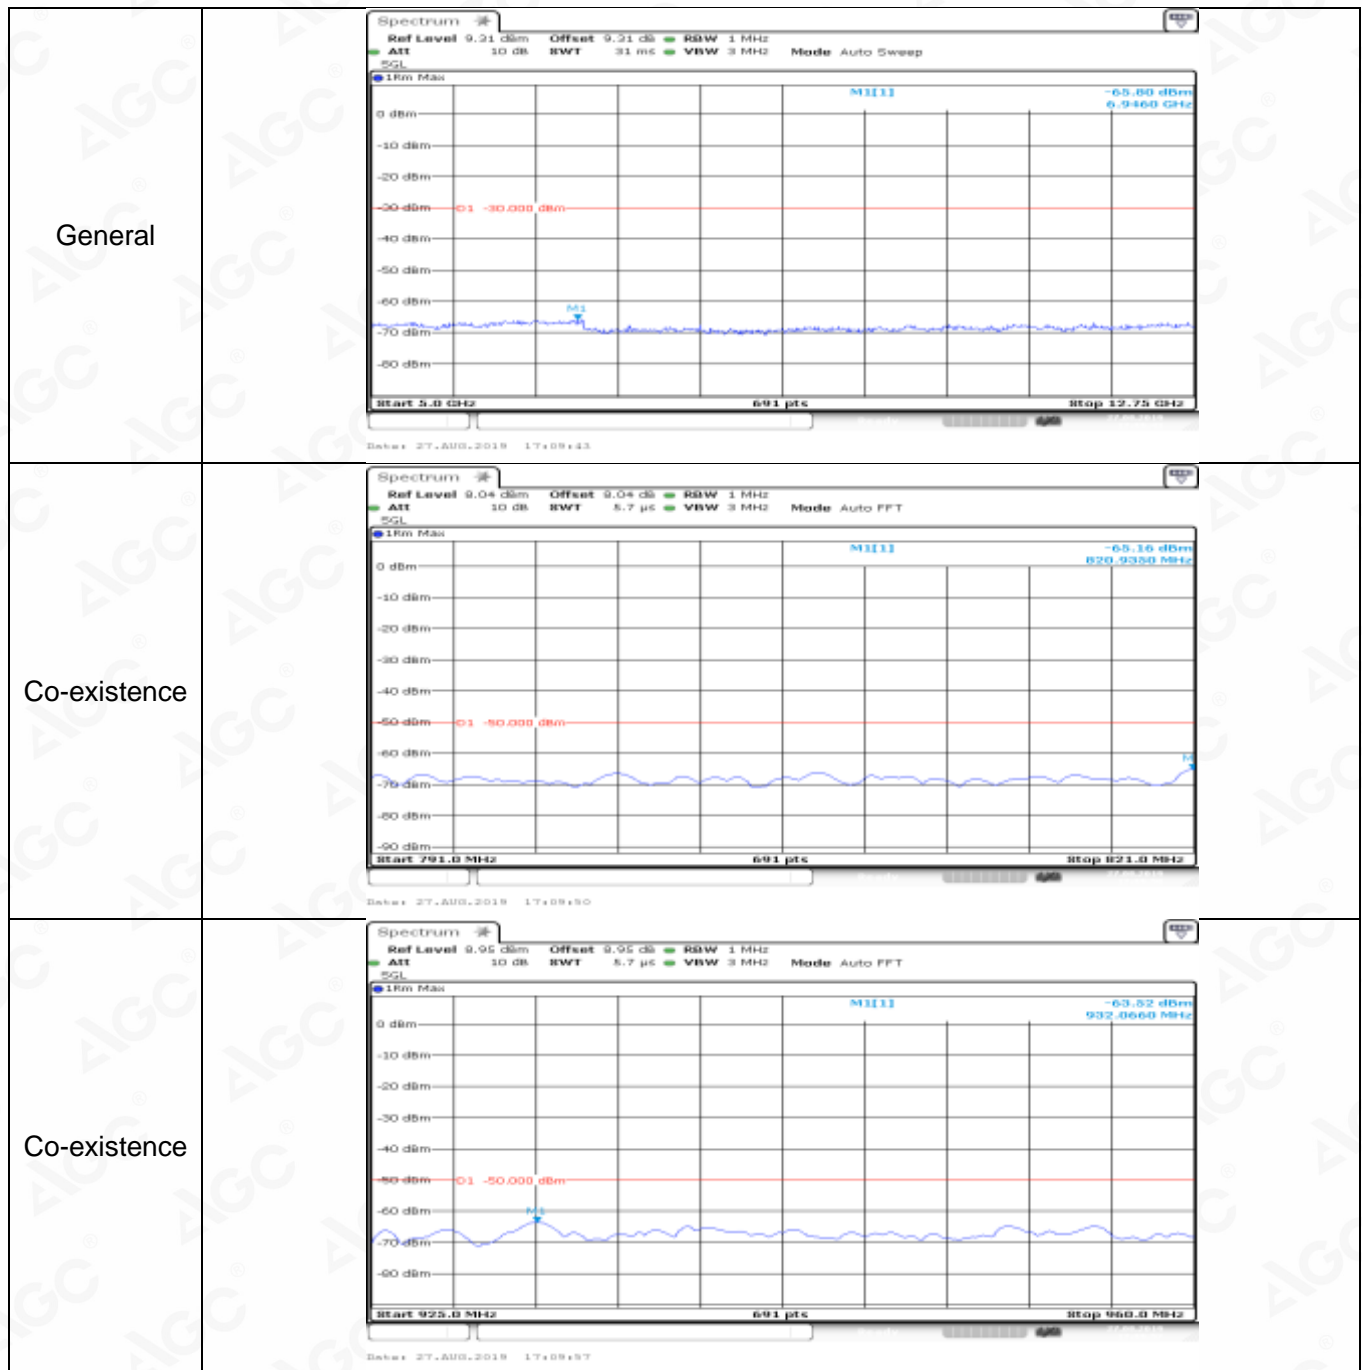 General
Spectrum
Ref Level 9.31 dBm Offset 9.31 dB RBW 1 MHz
Att 10 dB SWT 31 ms VBW 3 MHz Mode Auto Sweep
SGL
1Rm Max
M1[1] -65.80 dBm
6.9460 GHz
0 dBm
-10 dBm
-20 dBm
-30 dBm D1 -30.000 dBm
-40 dBm
-50 dBm
-60 dBm
M1
-70 dBm
-80 dBm
Start 5.0 GHz 691 pts Stop 12.75 GHz
Date: 27.AUG.2019 17:09:43
Co-existence
Spectrum
Ref Level 8.04 dBm Offset 8.04 dB RBW 1 MHz
Att 10 dB SWT 5.7 µs VBW 3 MHz Mode Auto FFT
SGL
1Rm Max
M1[1] -65.16 dBm
820.9350 MHz
0 dBm
-10 dBm
-20 dBm
-30 dBm
-40 dBm
-50 dBm D1 -50.000 dBm
-60 dBm
M
-70 dBm
-80 dBm
-90 dBm
Start 791.0 MHz 691 pts Stop 821.0 MHz
Date: 27.AUG.2019 17:09:50
Co-existence
Spectrum
Ref Level 8.95 dBm Offset 8.95 dB RBW 1 MHz
Att 10 dB SWT 5.7 µs VBW 3 MHz Mode Auto FFT
SGL
1Rm Max
M1[1] -63.52 dBm
932.0660 MHz
0 dBm
-10 dBm
-20 dBm
-30 dBm
-40 dBm
-50 dBm D1 -50.000 dBm
-60 dBm M1
-70 dBm
-80 dBm
Start 925.0 MHz 691 pts Stop 960.0 MHz
Date: 27.AUG.2019 17:09:57
AGC